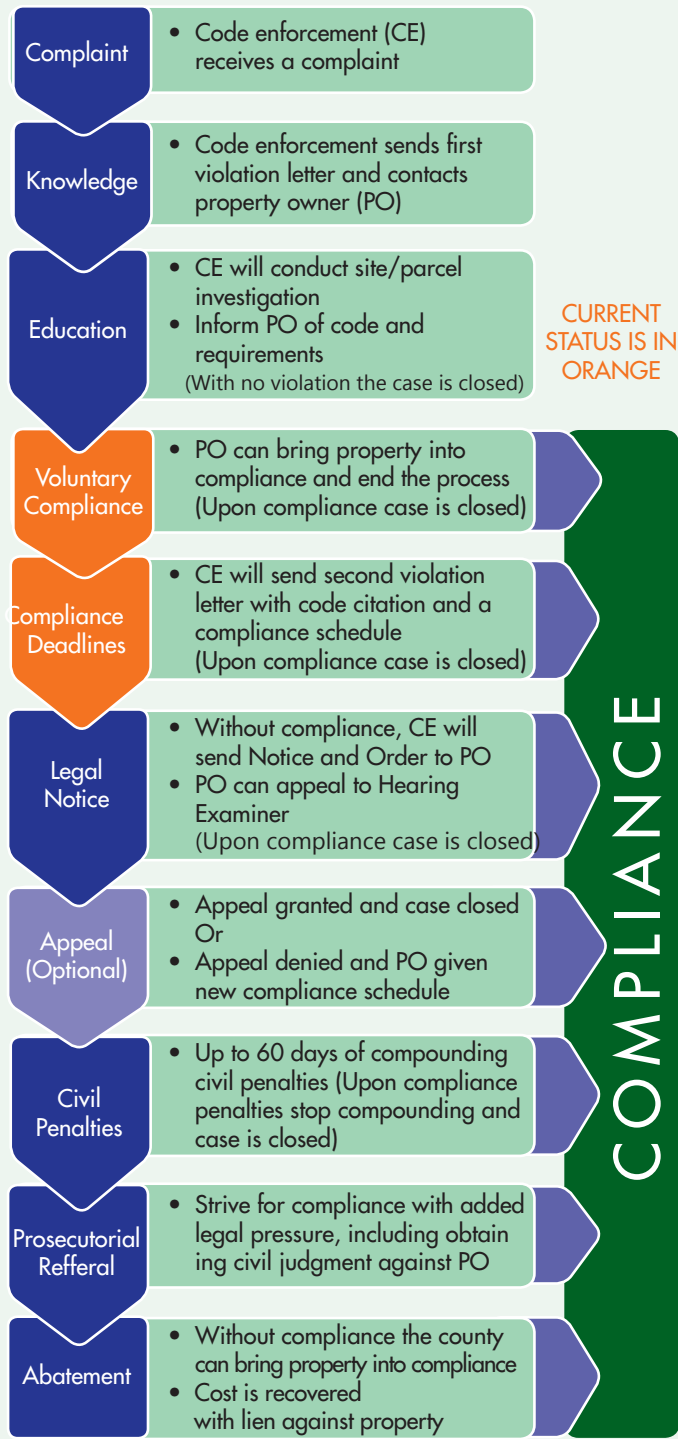 Complaint
• Code enforcement (CE)
receives a complaint
Knowledge
• Code enforcement sends first
violation letter and contacts
property owner (PO)
Education
• CE will conduct site/parcel
investigation
• Inform PO of code and
requirements
(With no violation the case is closed)
CURRENT
STATUS IS IN
ORANGE
Voluntary
Compliance
• PO can bring property into
compliance and end the process
(Upon compliance case is closed)
Compliance
Deadlines
• CE will send second violation
letter with code citation and a
compliance schedule
(Upon compliance case is closed)
Legal
Notice
• Without compliance, CE will
send Notice and Order to PO
• PO can appeal to Hearing
Examiner
(Upon compliance case is closed)
Appeal
(Optional)
• Appeal granted and case closed
Or
• Appeal denied and PO given
new compliance schedule
Civil
Penalties
• Up to 60 days of compounding
civil penalties (Upon compliance
penalties stop compounding and
case is closed)
Prosecutorial
Refferal
• Strive for compliance with added
legal pressure, including obtain
ing civil judgment against PO
Abatement
• Without compliance the county
can bring property into compliance
• Cost is recovered
with lien against property
COMPLIANCE